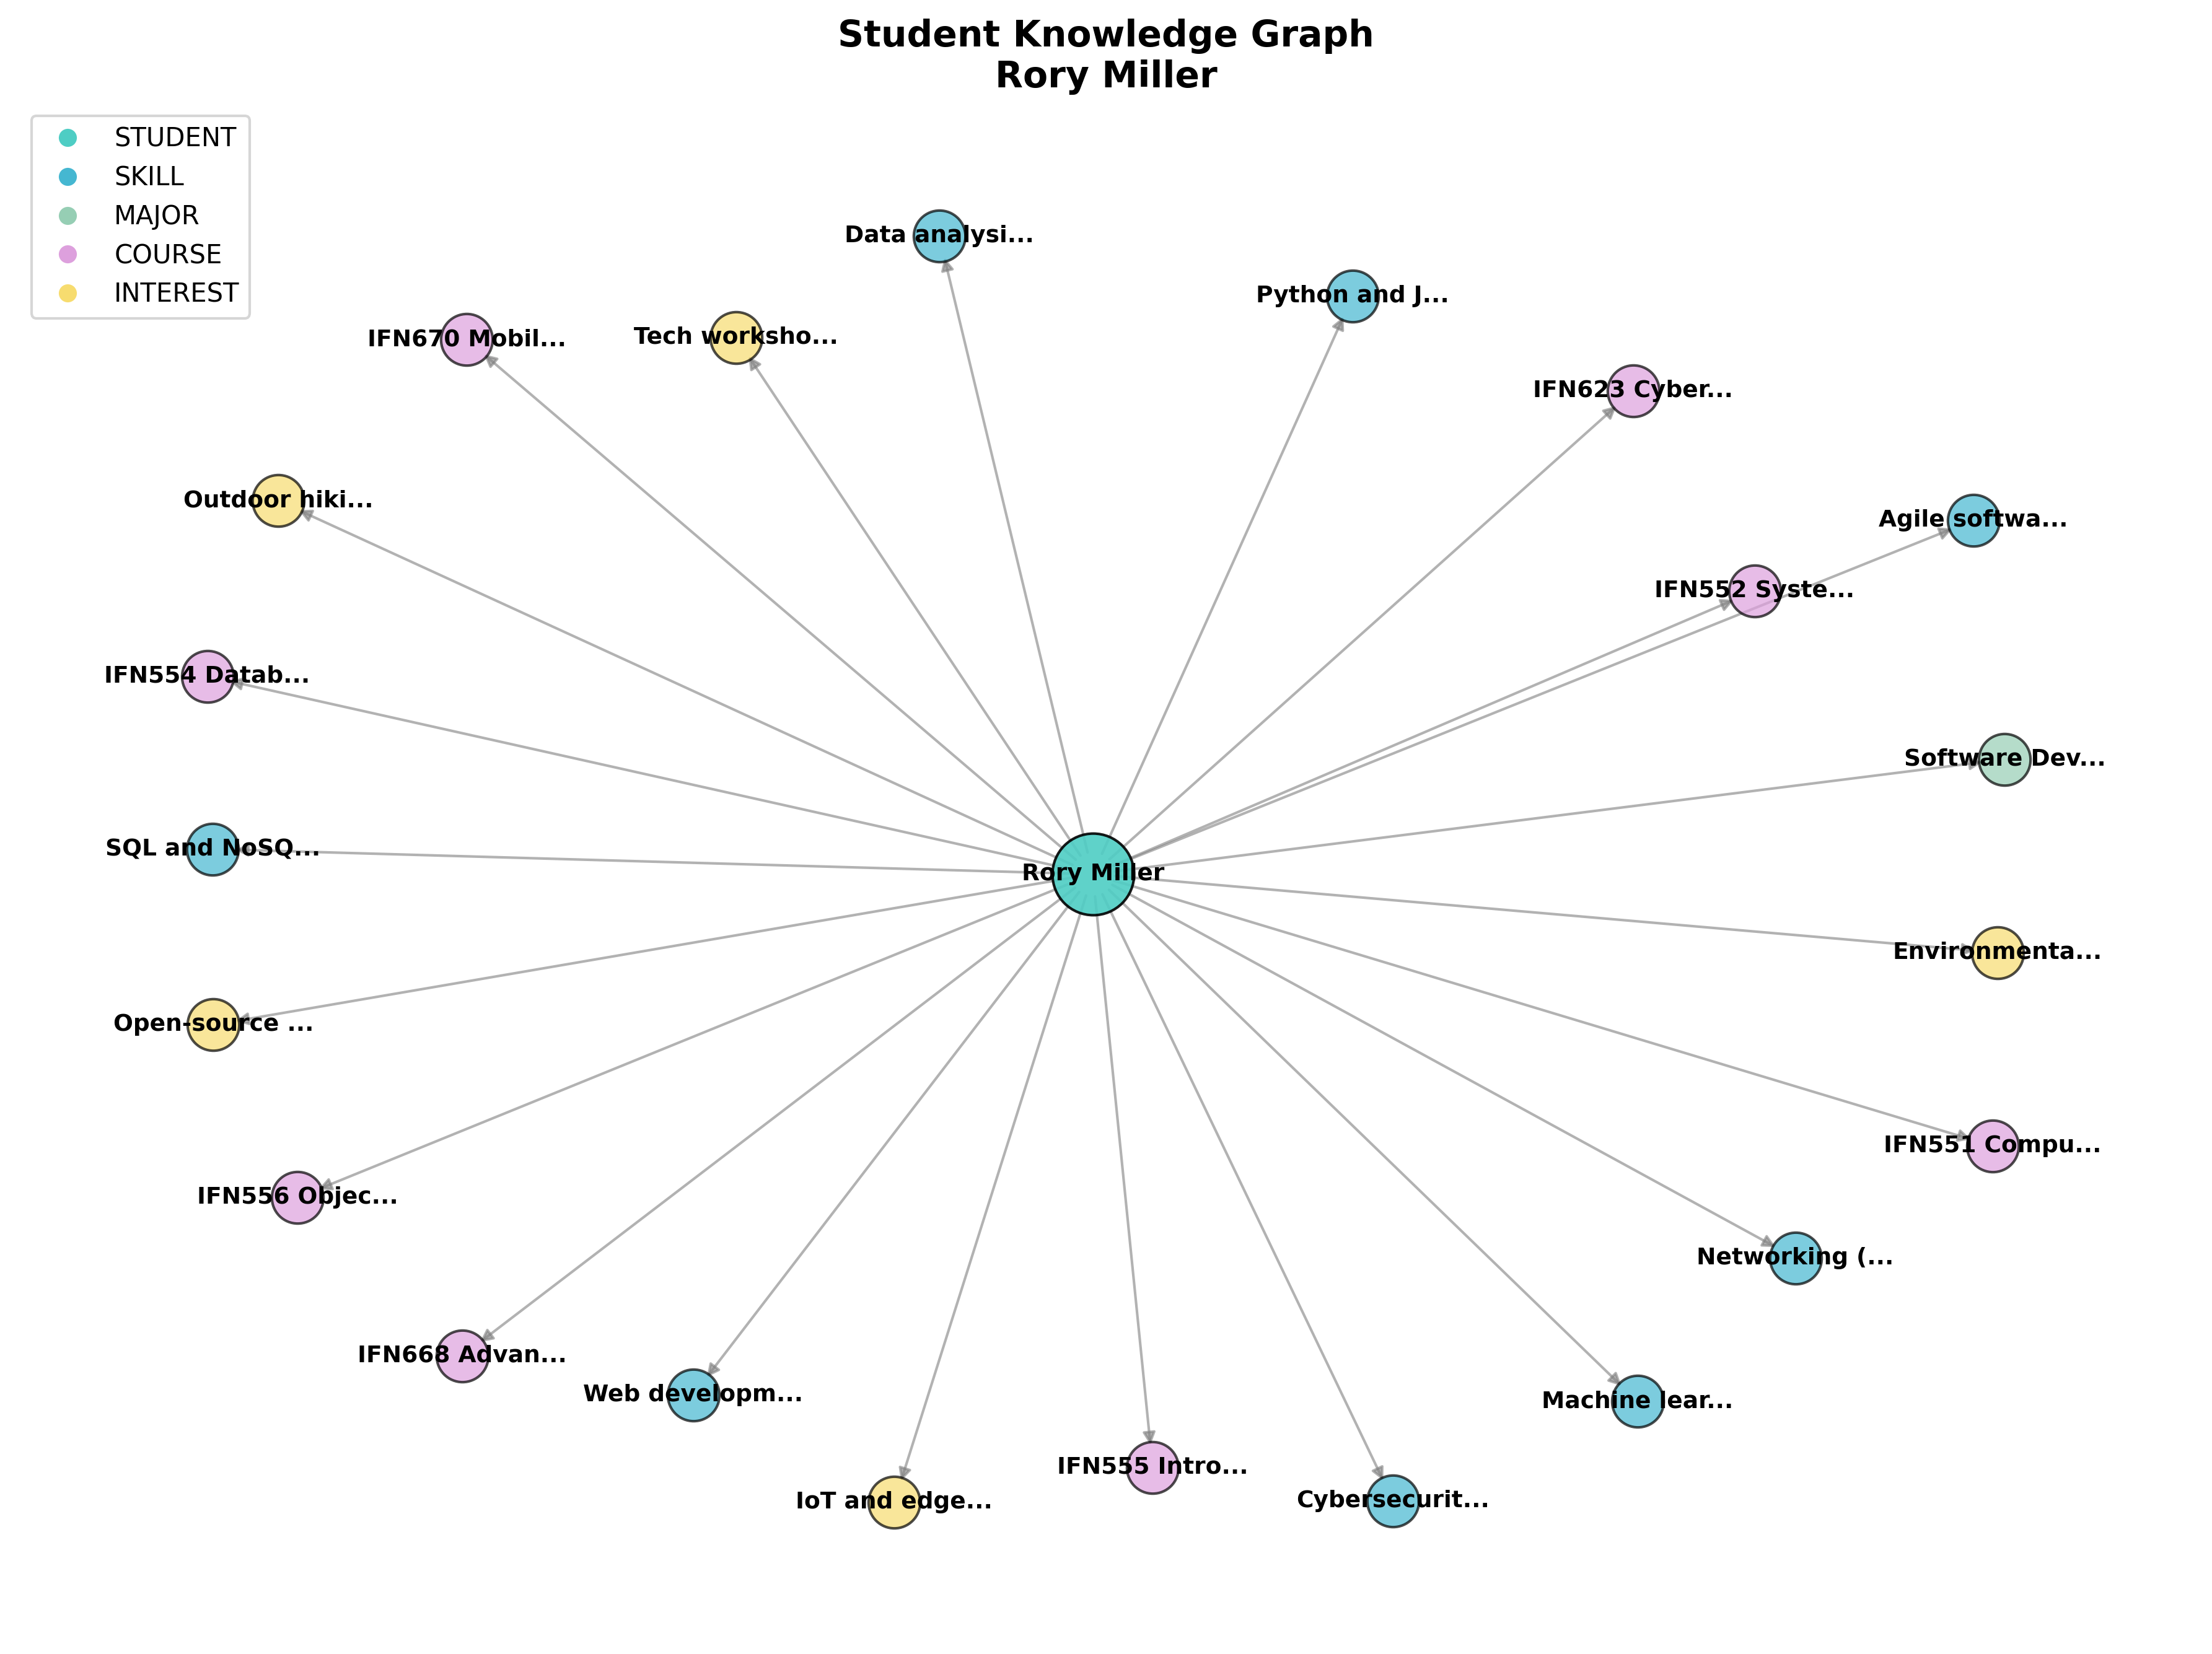 Student Knowledge Graph
Rory Miller
STUDENT
SKILL
MAJOR
COURSE
INTEREST
Data analysi...
Python and J...
IFN670 Mobil...
Tech worksho...
IFN623 Cyber...
Outdoor hiki...
Agile softwa...
IFN552 Syste...
IFN554 Datab...
Software Dev...
SQL and NoSQ...
Rory Miller
Environmenta...
Open-source ...
IFN551 Compu...
IFN556 Objec...
Networking (...
IFN668 Advan...
Web developm...
Machine lear...
IFN555 Intro...
IoT and edge...
Cybersecurit...